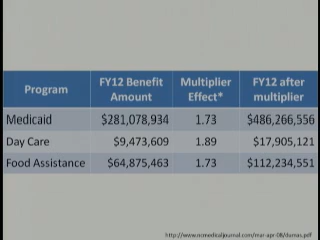 Program FY12 Benefit Amount Multiplier Effect* FY12 after multiplier
Medicaid $281,078,934 1.73 $486,266,556
Day Care $9,473,609 1.89 $17,905,121
Food Assistance $64,875,463 1.73 $112,234,551
http://www.ncmedicaljournal.com/mar-apr-08/dumas.pdf